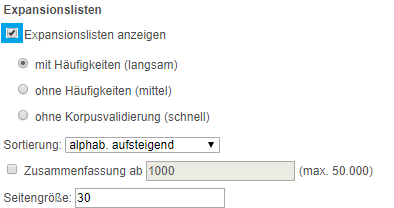 Expansionslisten
Expansionslisten anzeigen
mit Häufigkeiten (langsam)
ohne Häufigkeiten (mittel)
ohne Korpusvalidierung (schnell)
Sortierung: alphab. aufsteigend
Zusammenfassung ab 1000 (max. 50.000)
Seitengröße: 30